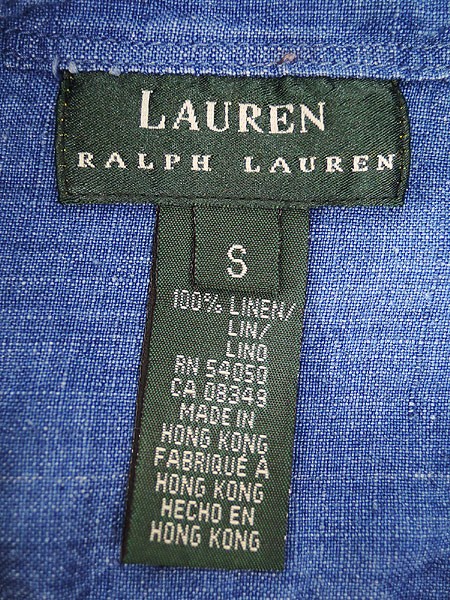 LAUREN
RALPH LAUREN
S
100% LINEN/
LIN/
LINO
RN 54050
CA 08349
MADE IN
HONG KONG
FABRIQUÉ À
HONG KONG
HECHO EN
HONG KONG